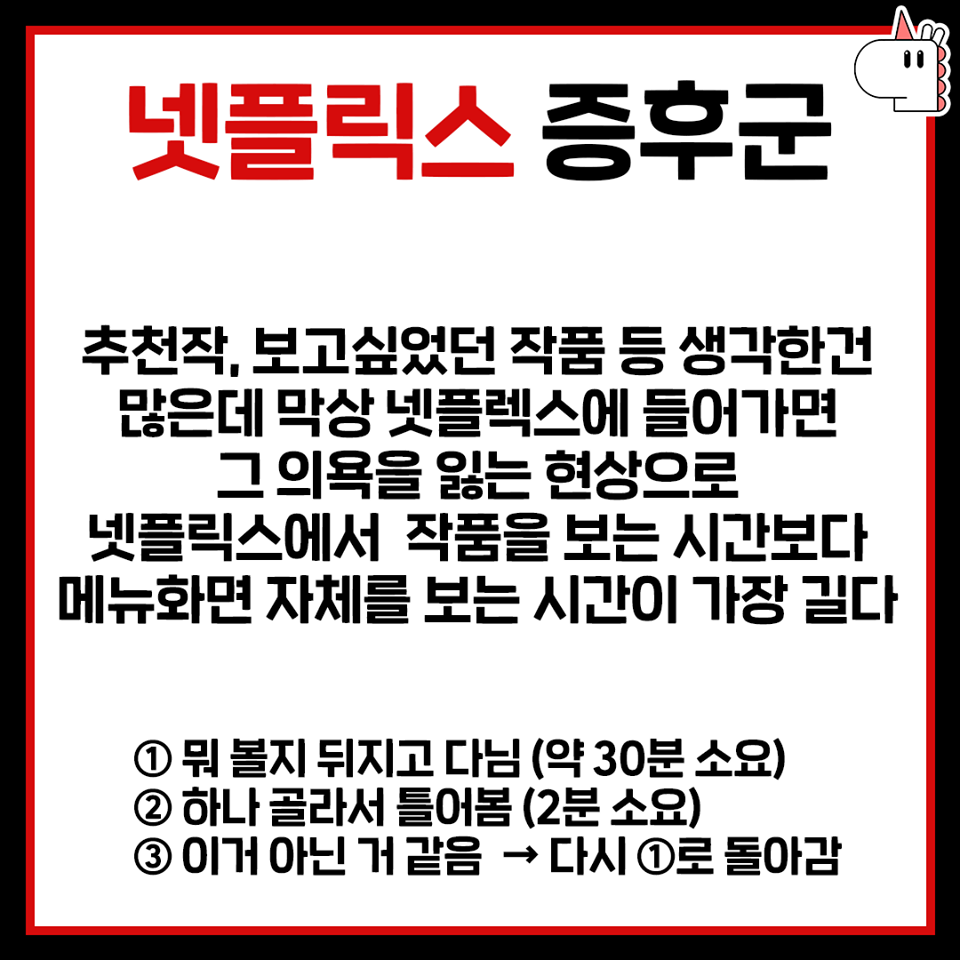 넷플릭스 증후군
추천작, 보고싶었던 작품 등 생각한건
많은데 막상 넷플렉스에 들어가면
그 의욕을 잃는 현상으로
넷플릭스에서 작품을 보는 시간보다
메뉴화면 자체를 보는 시간이 가장 길다
① 뭐 볼지 뒤지고 다님 (약 30분 소요)
② 하나 골라서 틀어봄 (2분 소요)
③ 이거 아닌 거 같음 → 다시 ①로 돌아감